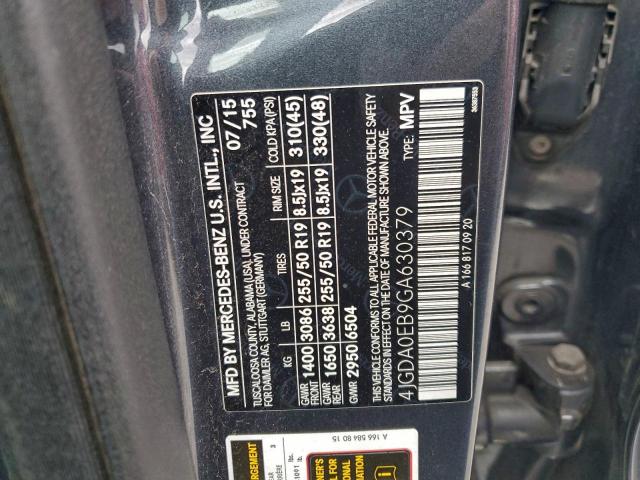 MFD BY MERCEDES-BENZ U.S. INTL., INC
TUSCALOOSA COUNTY, ALABAMA (USA), UNDER CONTRACT
FOR DAIMLER AG, STUTTGART (GERMANY)
07/15
755
KG LB TIRES RIM SIZE COLD KPA(PSI)
GAWR FRONT 1400 3086 255/50 R19 8.5Jx19 310(45)
GAWR REAR 1650 3638 255/50 R19 8.5Jx19 330(48)
GVWR 2950 6504
THIS VEHICLE CONFORMS TO ALL APPLICABLE FEDERAL MOTOR VEHICLE SAFETY
STANDARDS IN EFFECT ON THE DATE OF MANUFACTURE SHOWN ABOVE.
4JGDA0EB9GA630379 TYPE: MPV
A 166 817 09 20
A 166 584 80 15